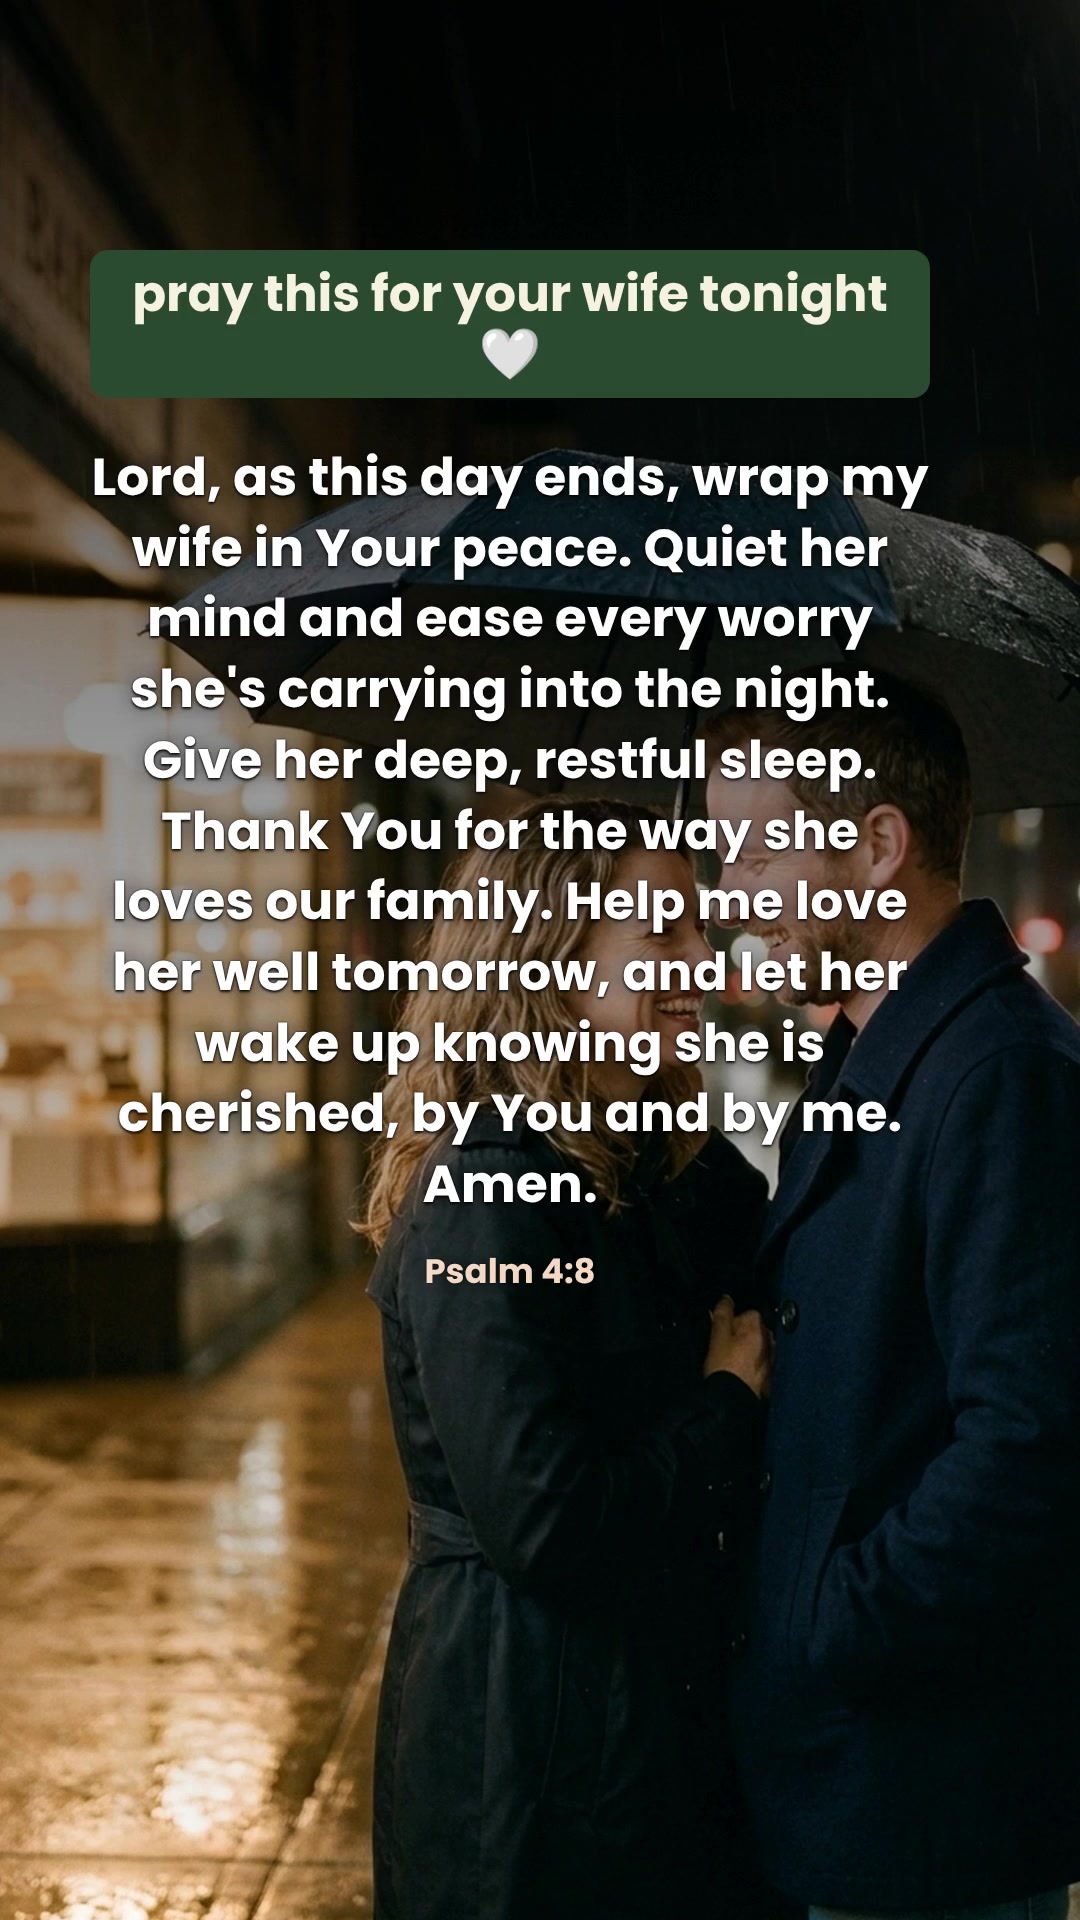 pray this for your wife tonight
🤍
Lord, as this day ends, wrap my
wife in Your peace. Quiet her
mind and ease every worry
she's carrying into the night.
Give her deep, restful sleep.
Thank You for the way she
loves our family. Help me love
her well tomorrow, and let her
wake up knowing she is
cherished, by You and by me.
Amen.
Psalm 4:8